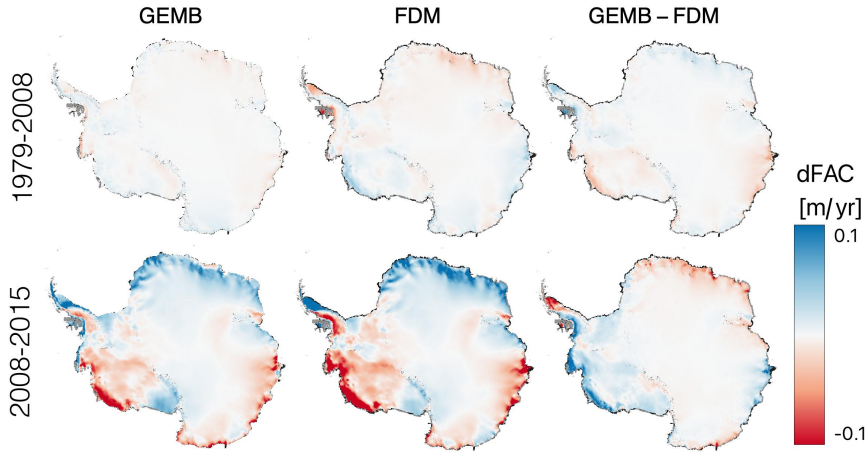 GEMB FDM GEMB – FDM
1979-2008
dFAC
[m/yr]
0.1
2008-2015
-0.1